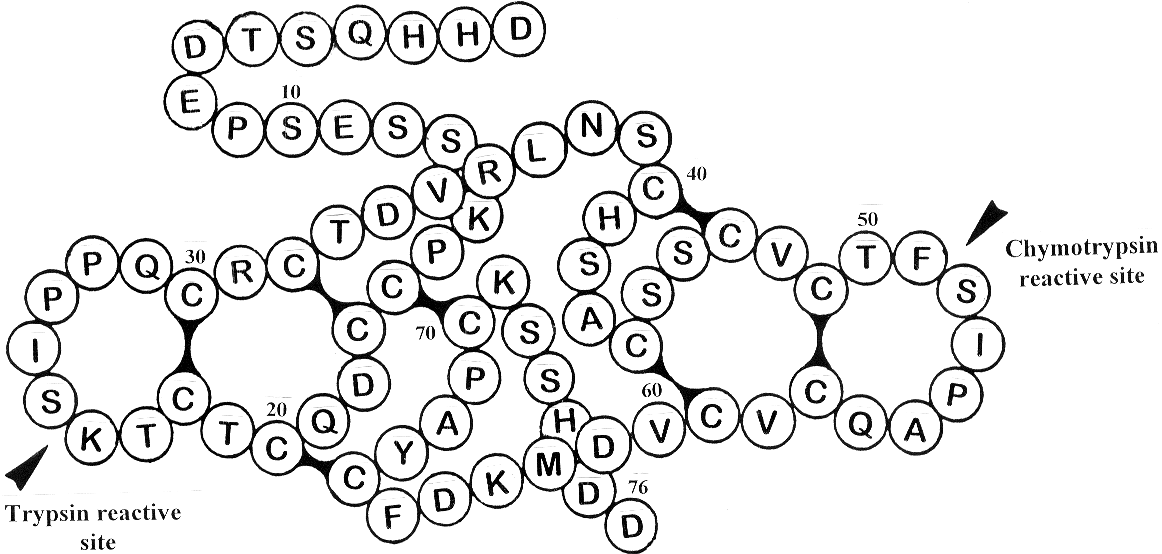 D T S Q H H D
E
10
P S E S S
K P C C D Q C
20
T C T K S I P P Q C
30
R C T D V R L N S C
40
H S A C S S C V C T
50
F S I P A Q C V C V
60
D M K D F C Y A P C
70
K S S H D D
76
Chymotrypsin
reactive site
Trypsin reactive
site